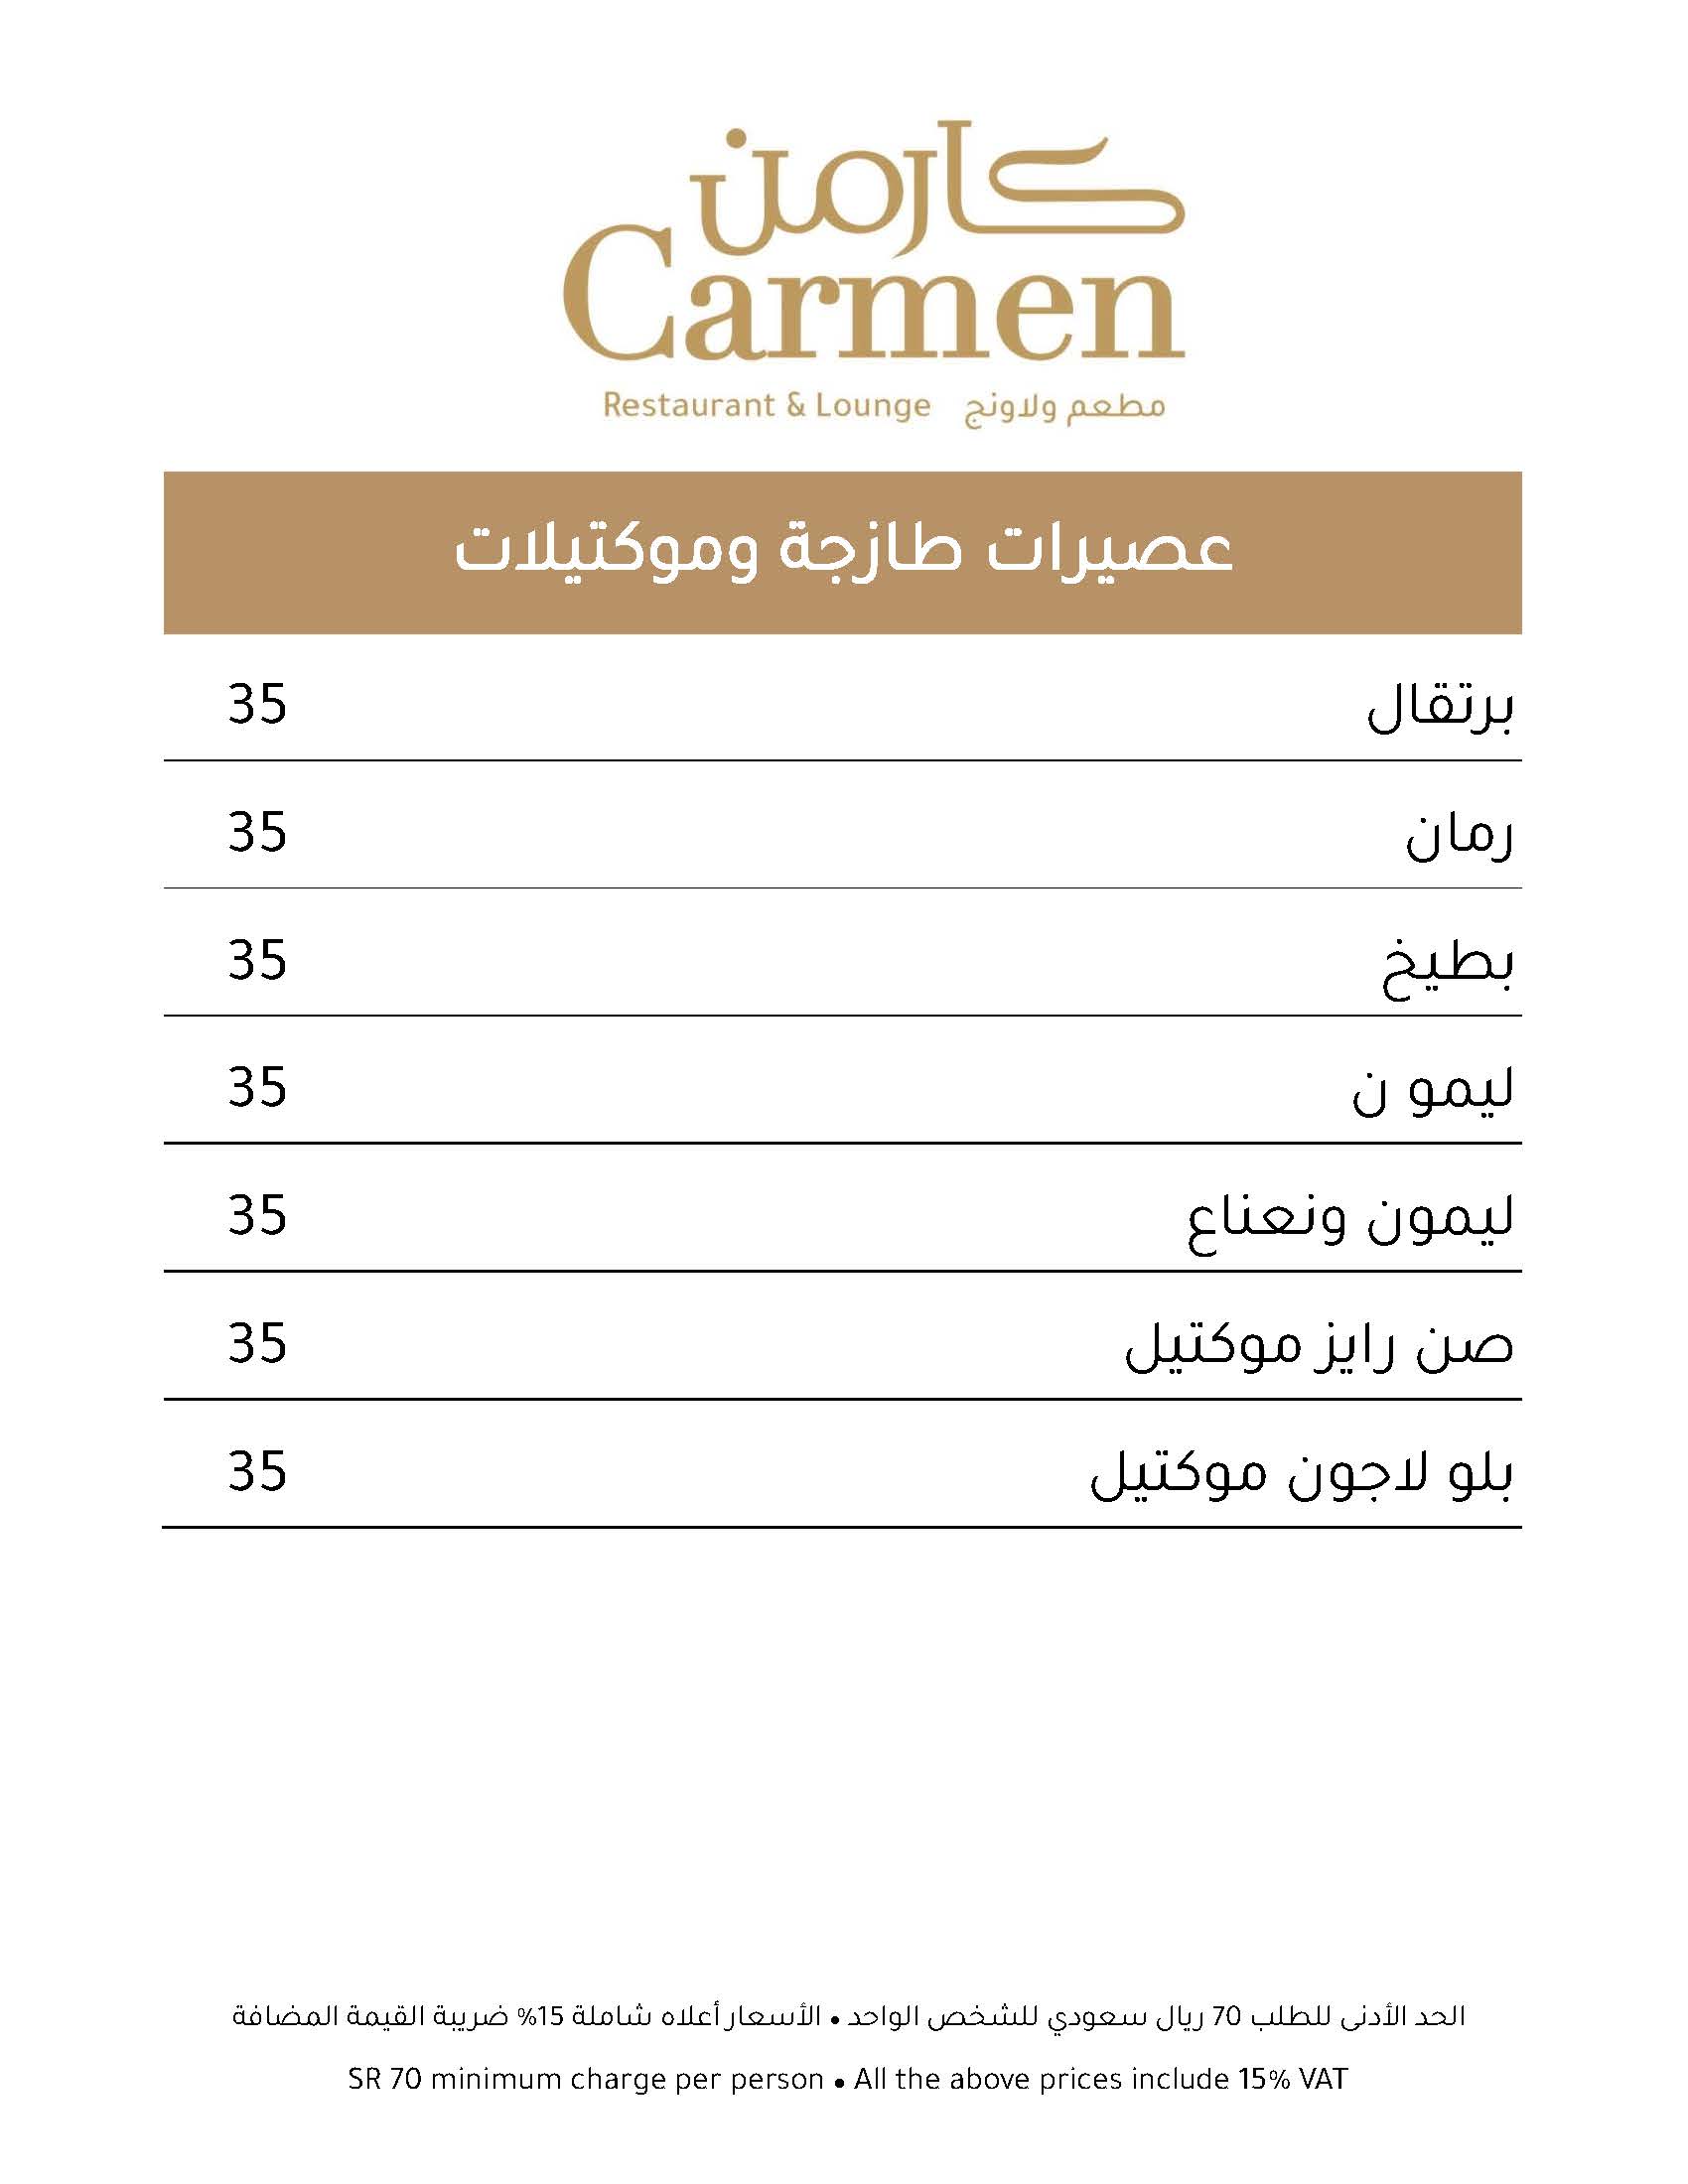 كارمن
Carmen
Restaurant & Lounge مطعم ولاونج
عصيرات طازجة وموكتيلات
برتقال 35
رمان 35
بطيخ 35
ليمو ن 35
ليمون ونعناع 35
صن رايز موكتيل 35
بلو لاجون موكتيل 35
الحد الأدنى للطلب 70 ريال سعودي للشخص الواحد • الأسعار أعلاه شاملة 15% ضريبة القيمة المضافة
SR 70 minimum charge per person • All the above prices include 15% VAT